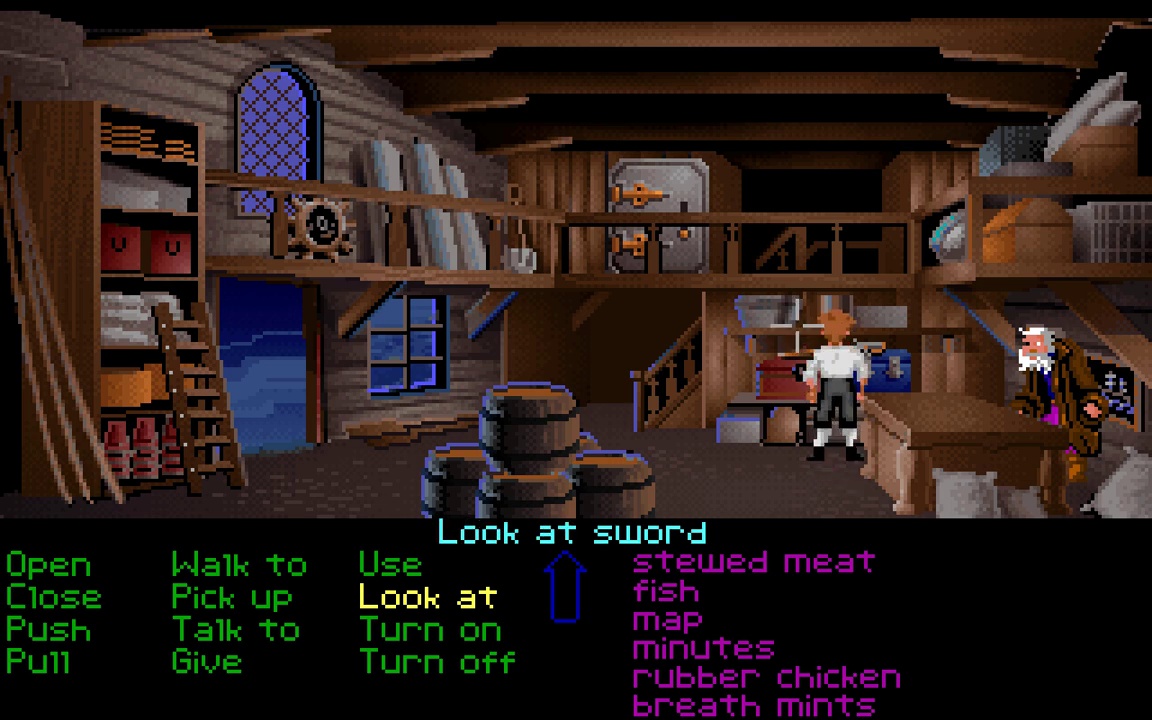 Look at sword
Open Walk to Use stewed meat
Close Pick up Look at fish
Push Talk to Turn on map
Pull Give Turn off minutes
rubber chicken
breath mints